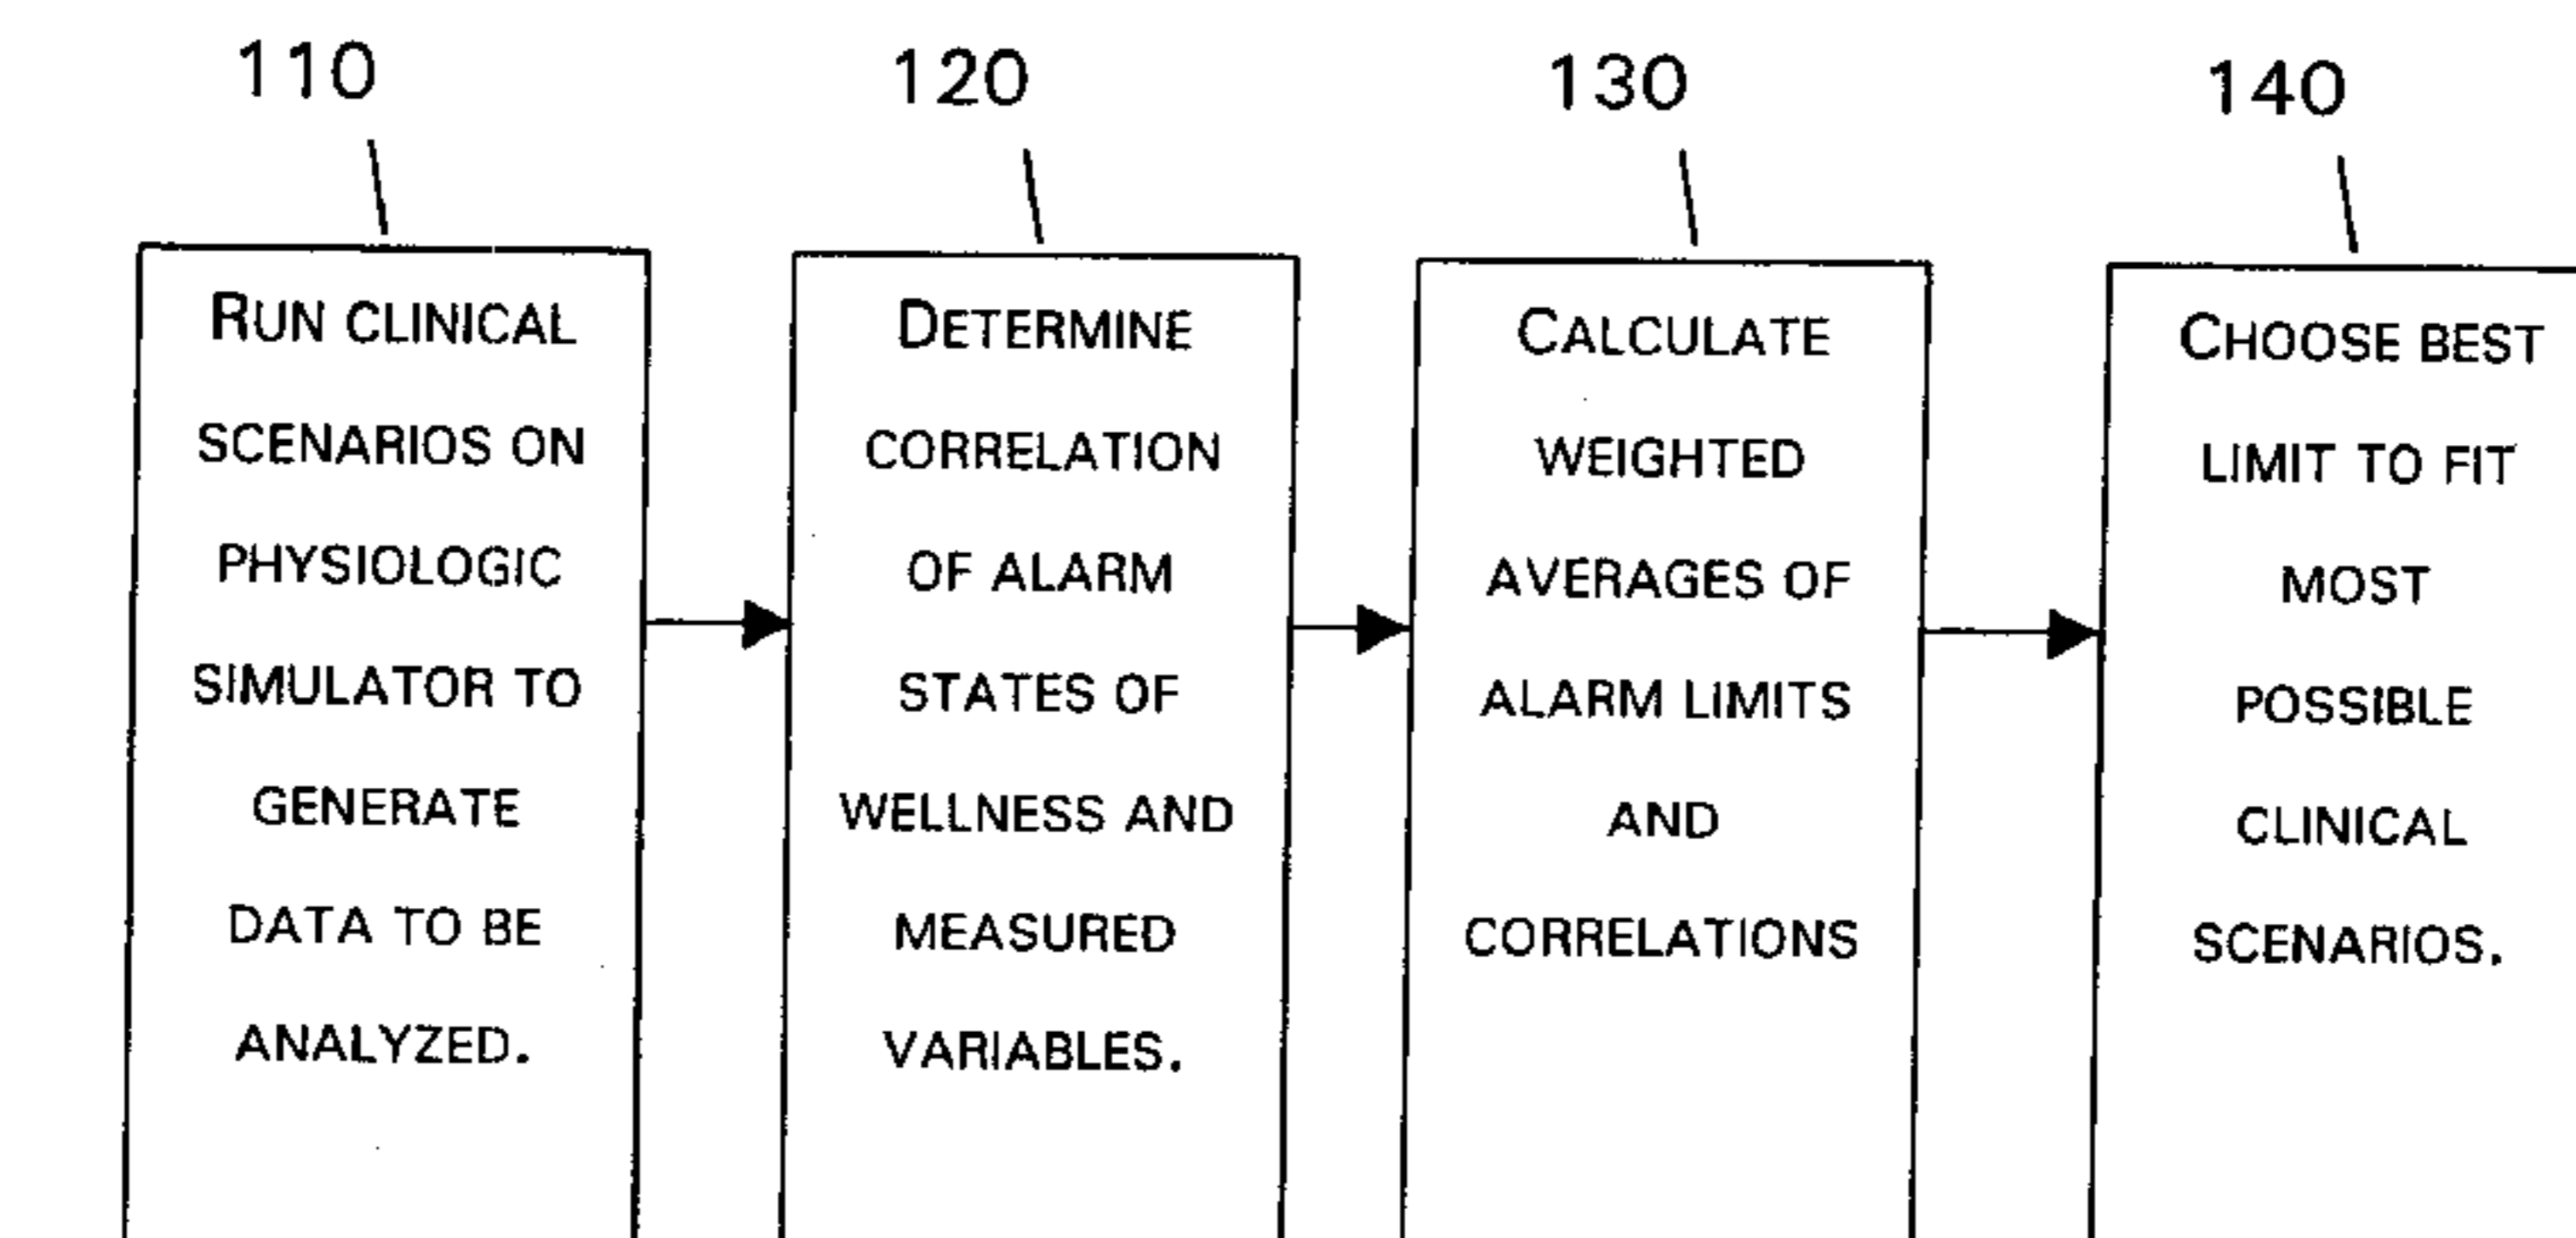 110
120
130
140
RUN CLINICAL
SCENARIOS ON
PHYSIOLOGIC
SIMULATOR TO
GENERATE
DATA TO BE
ANALYZED.
DETERMINE
CORRELATION
OF ALARM
STATES OF
WELLNESS AND
MEASURED
VARIABLES.
CALCULATE
WEIGHTED
AVERAGES OF
ALARM LIMITS
AND
CORRELATIONS
CHOOSE BEST
LIMIT TO FIT
MOST
POSSIBLE
CLINICAL
SCENARIOS.